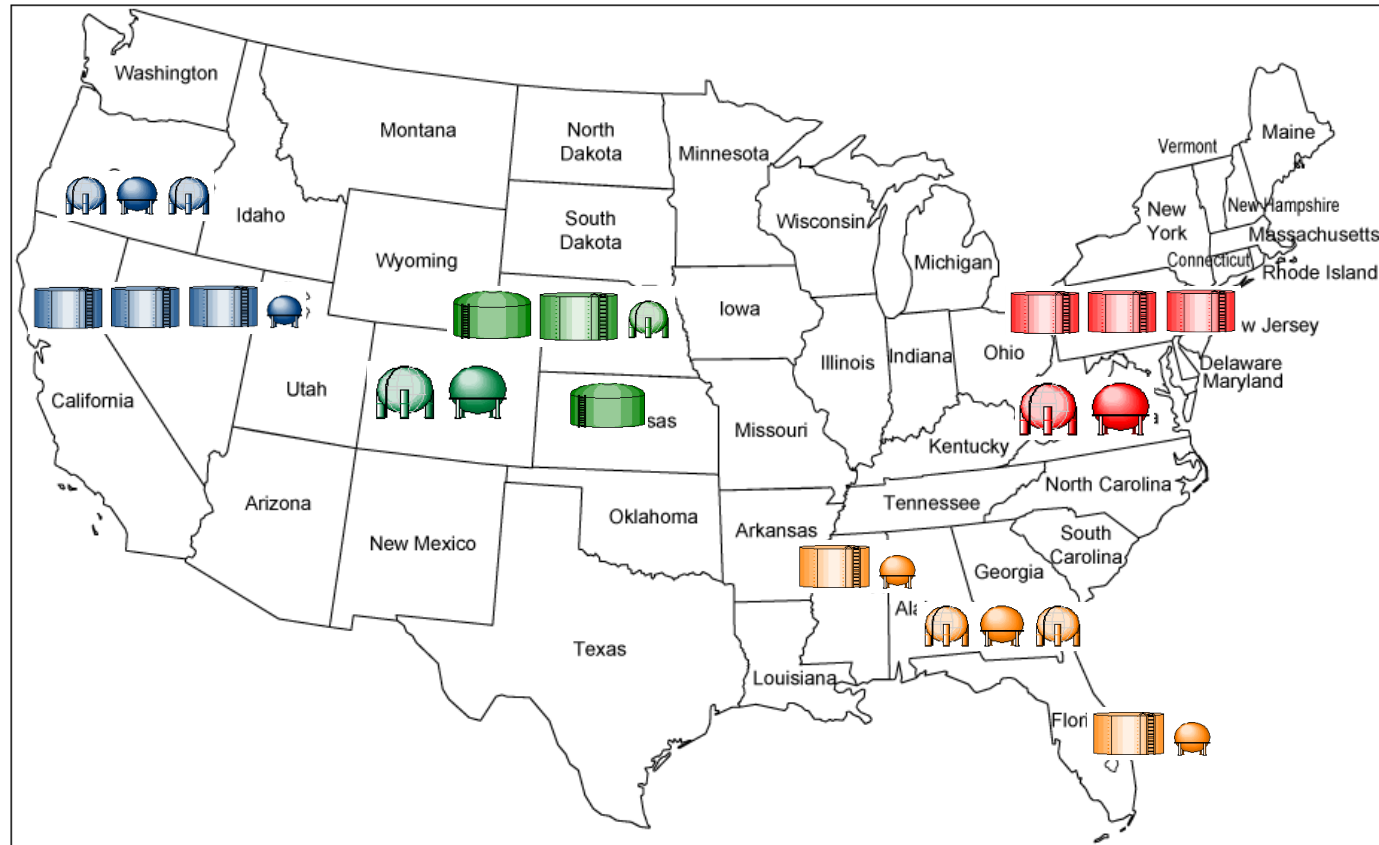 Washington
Montana
North
Dakota
Minnesota
Maine
Vermont
Idaho
South
Dakota
Wisconsin
New
York
New Hampshire
Massachusetts
Wyoming
Michigan
Connecticut
Rhode Island
Iowa
w Jersey
Illinois
Indiana
Ohio
Delaware
Maryland
Utah
California
sas
Missouri
Kentucky
Arizona
North Carolina
Tennessee
Oklahoma
Arkansas
New Mexico
South
Carolina
Georgia
Ala
Texas
Louisiana
Flori